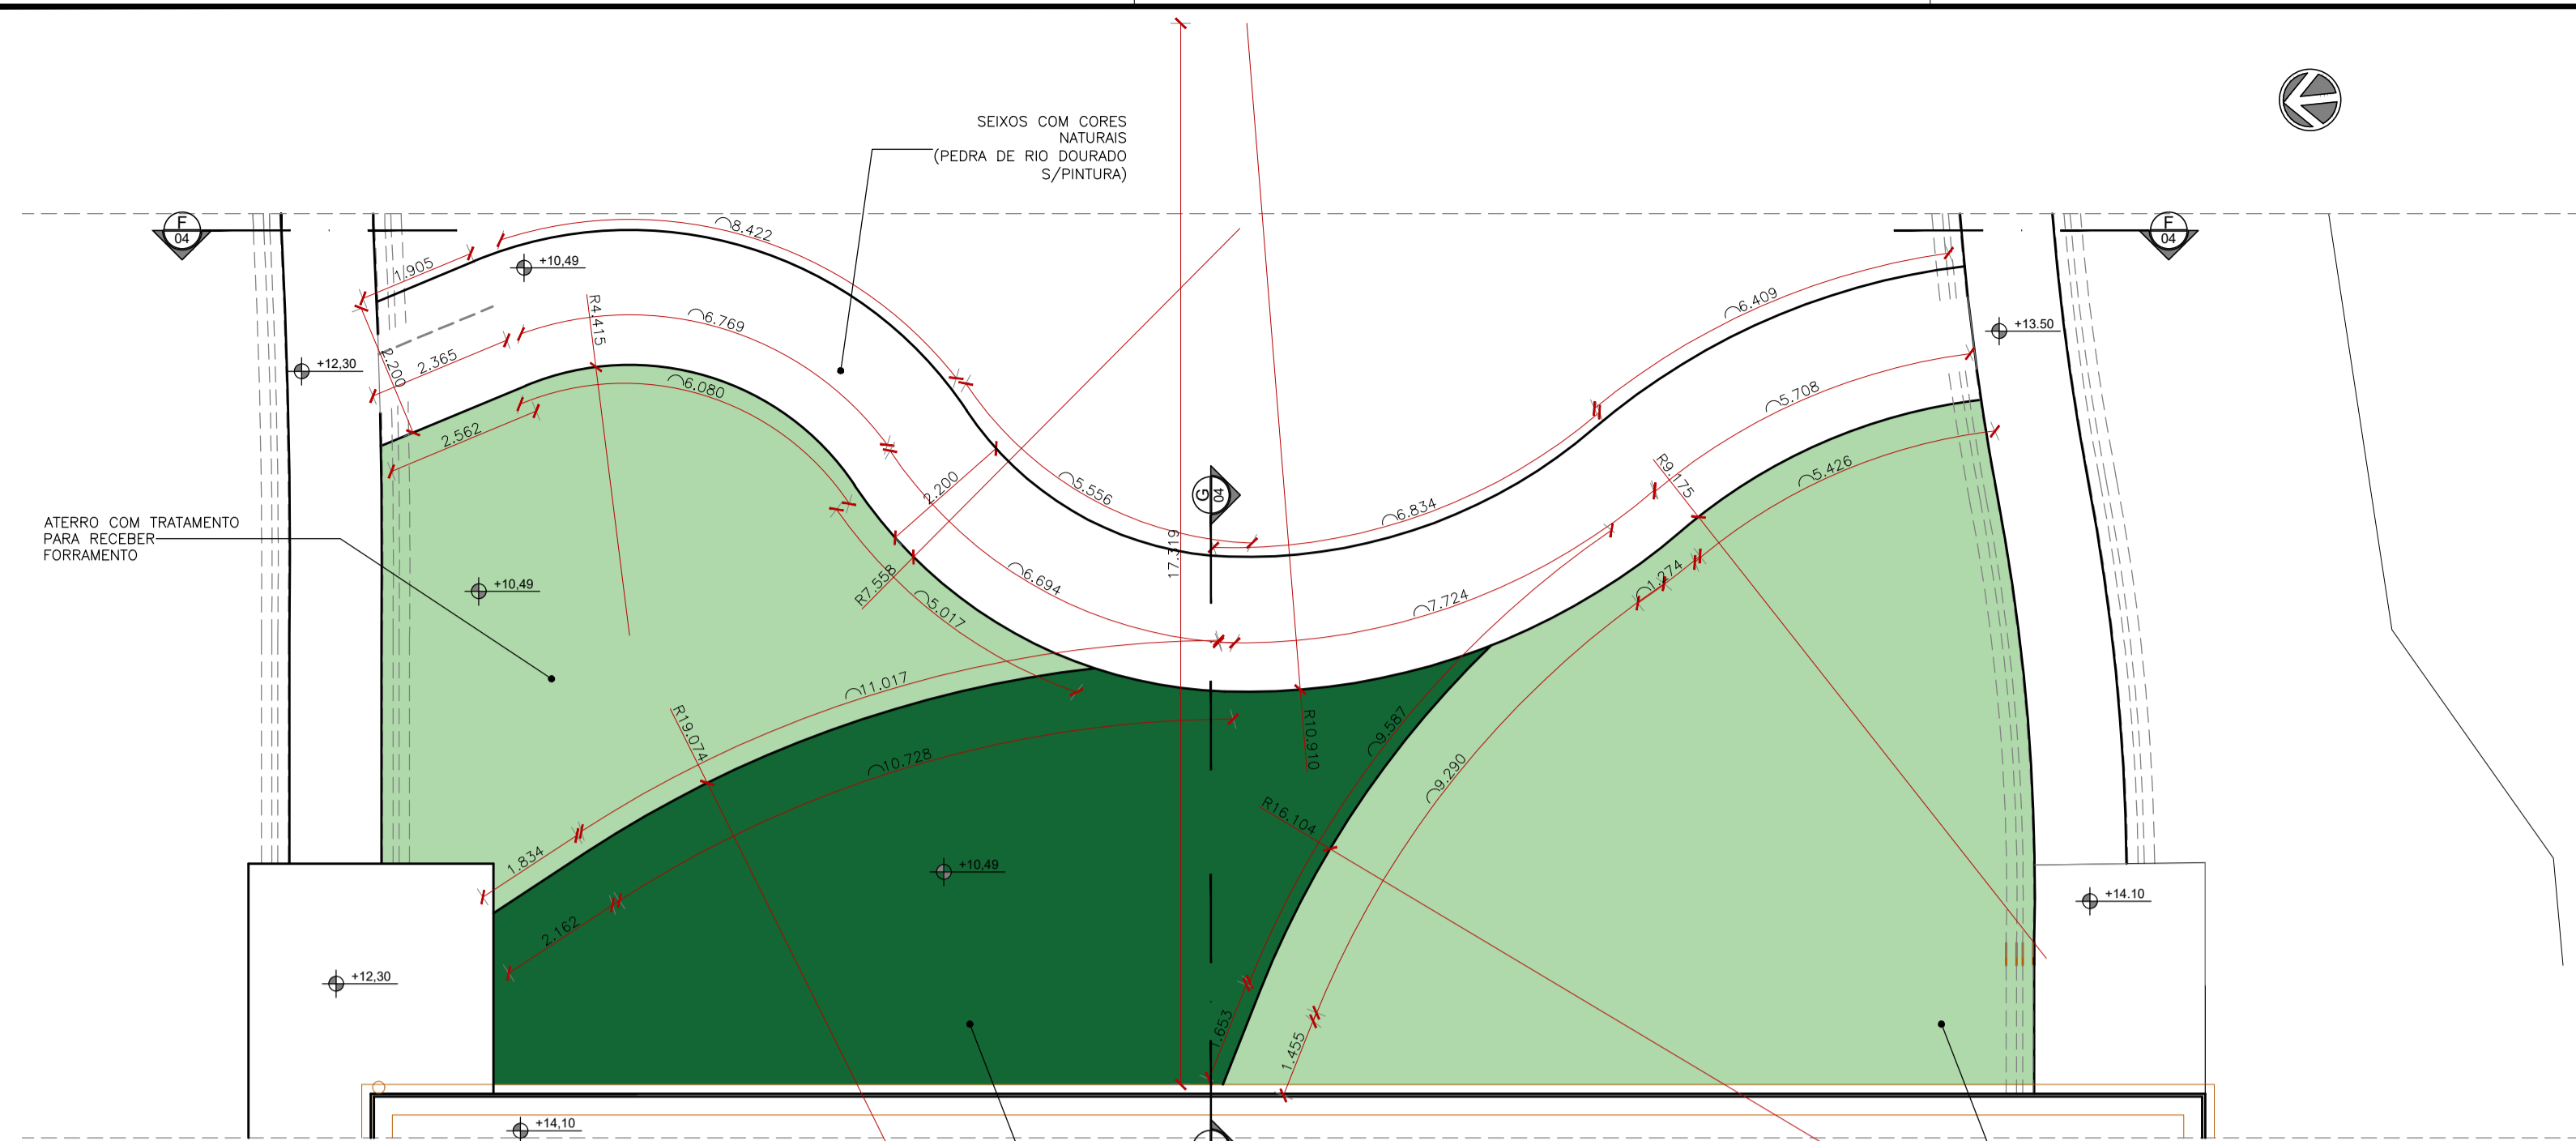 SEIXOS COM CORES
NATURAIS
(PEDRA DE RIO DOURADO
S/PINTURA)
F
04
F
04
8.422
1.905
+10,49
6.409
R4.415
6.769
+13.50
+12,30
2.200
2.365
6.080
5.708
2.562
2.200
5.556
G
04
6.834
R9.175
5.426
ATERRO COM TRATAMENTO
PARA RECEBER
FORRAMENTO
17.319
+10,49
R7.558
6.694
5.017
7.724
1.274
11.017
R19.074
R10.910
9.587
10.728
9.290
R16.104
1.834
+10,49
+14.10
2.162
+12,30
1.653
1.455
+14,10